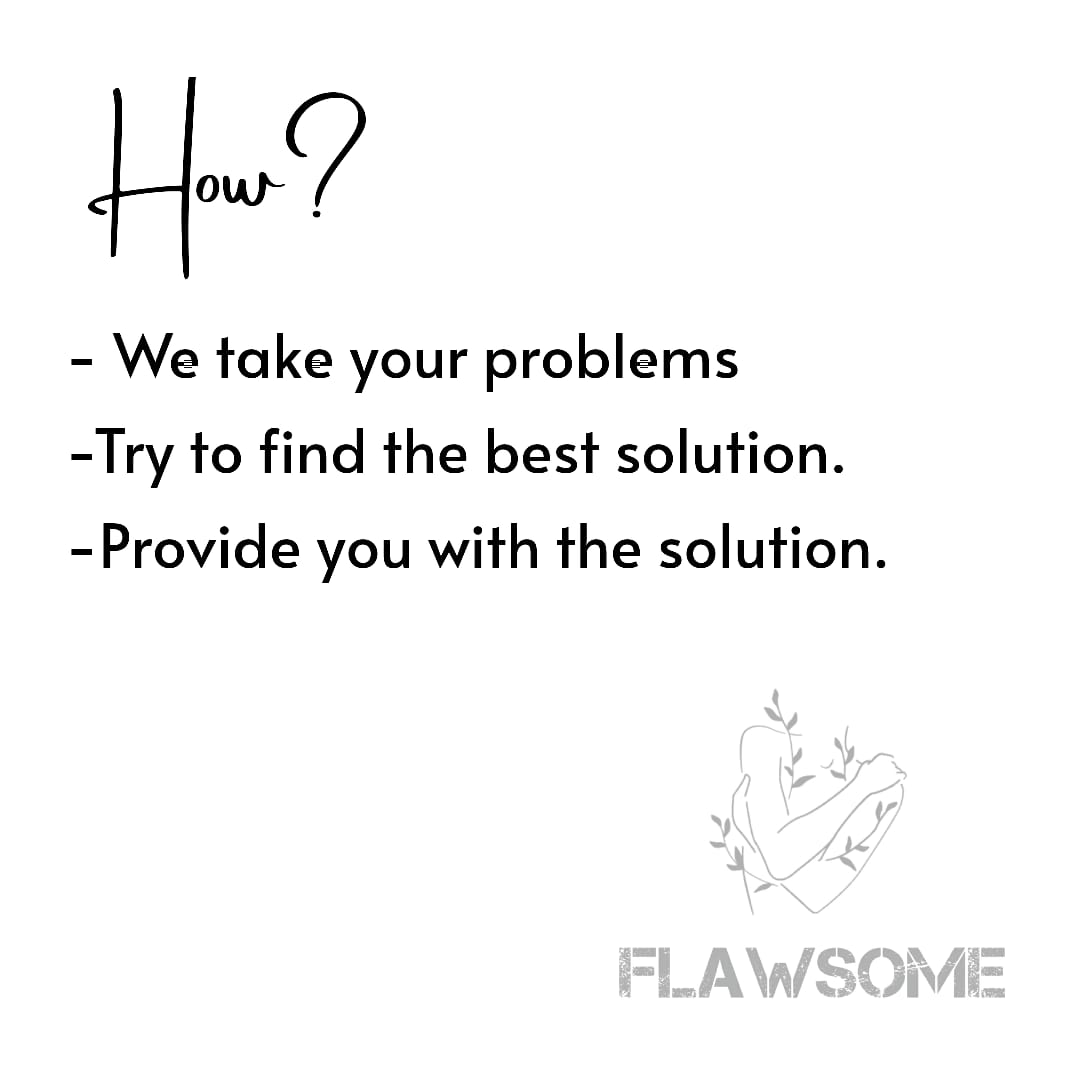 How?
- We take your problems
-Try to find the best solution.
-Provide you with the solution.
FLAWSOME